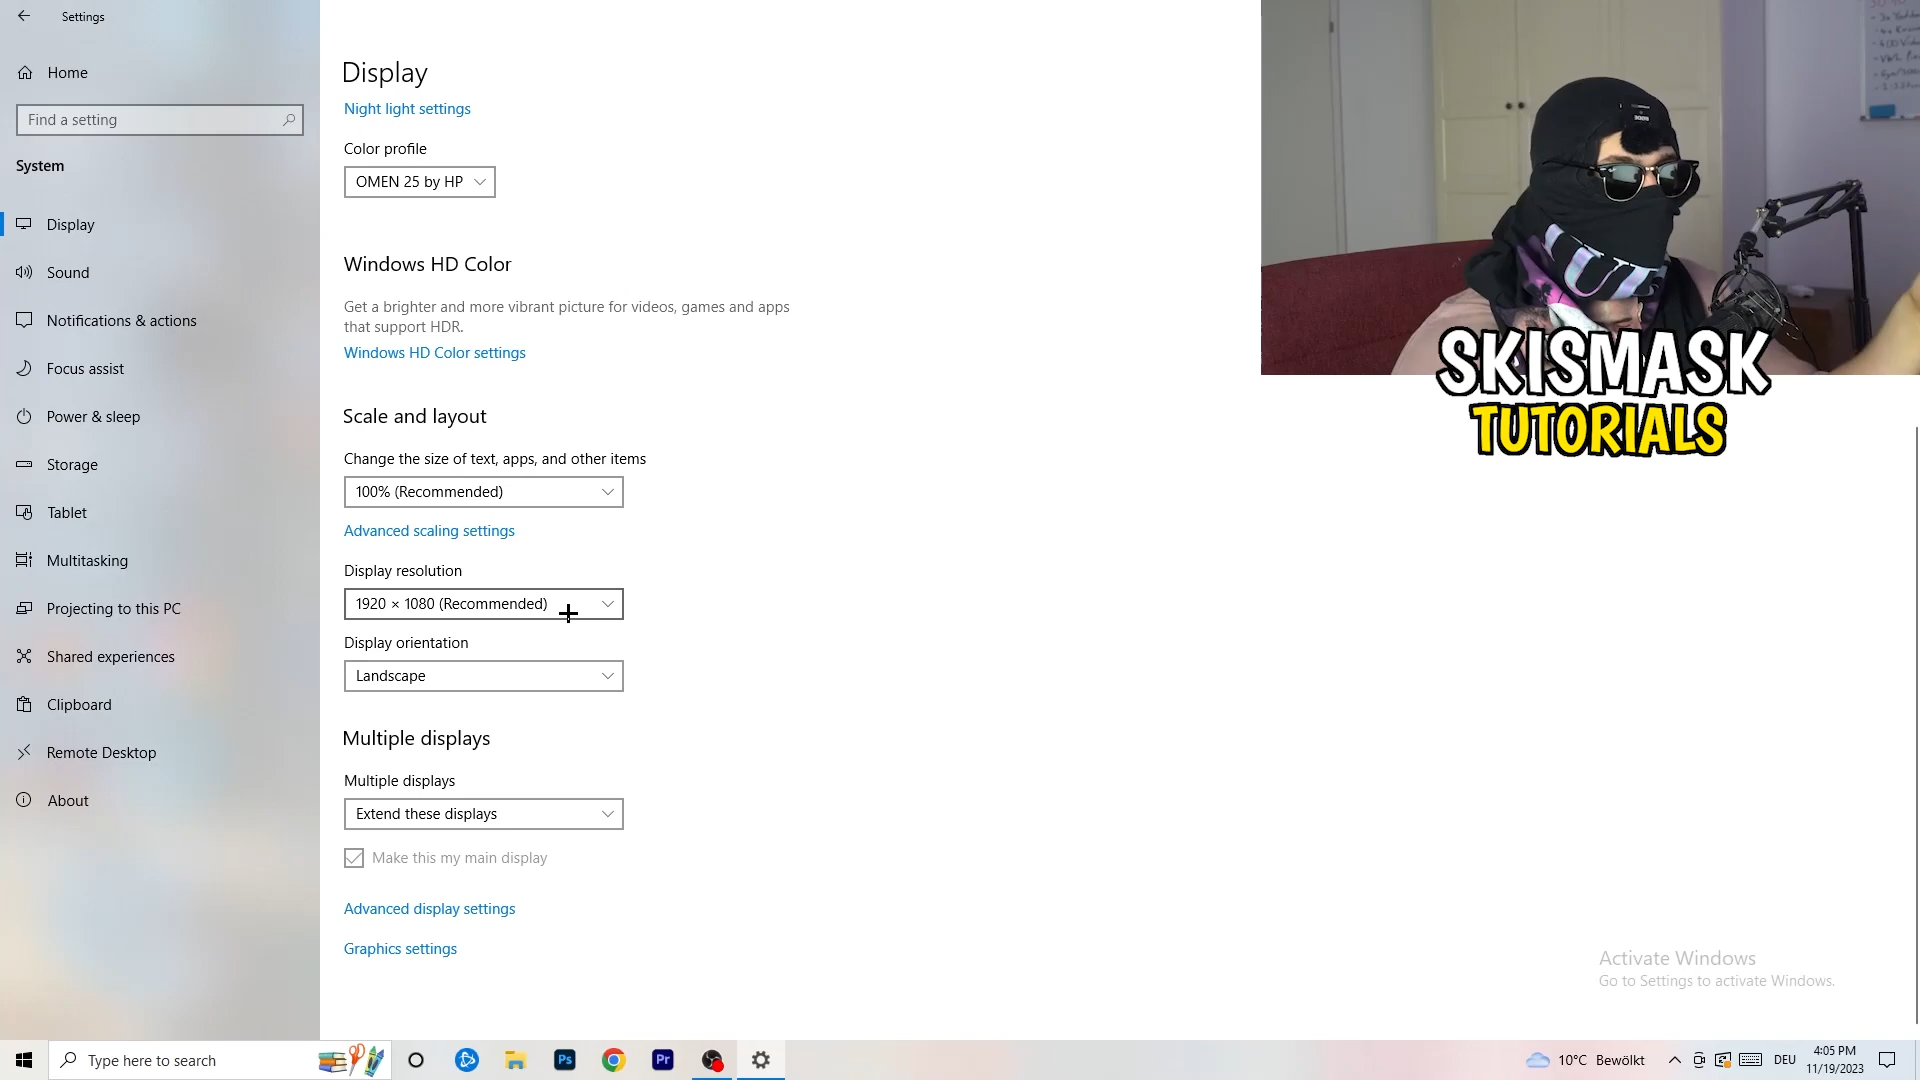 Settings
Home
Find a setting
System
Display
Sound
Notifications & actions
Focus assist
Power & sleep
Storage
Tablet
Multitasking
Projecting to this PC
Shared experiences
Clipboard
Remote Desktop
About
Display
Night light settings
Color profile
OMEN 25 by HP
Windows HD Color
Get a brighter and more vibrant picture for videos, games and apps
that support HDR.
Windows HD Color settings
Scale and layout
Change the size of text, apps, and other items
100% (Recommended)
Advanced scaling settings
Display resolution
1920 × 1080 (Recommended)
Display orientation
Landscape
Multiple displays
Multiple displays
Extend these displays
Make this my main display
Advanced display settings
Graphics settings
SKISMASK
TUTORIALS
Activate Windows
Go to Settings to activate Windows.
Type here to search
Ps
Pr
10°C Bewölkt
DEU
4:05 PM
11/19/2023